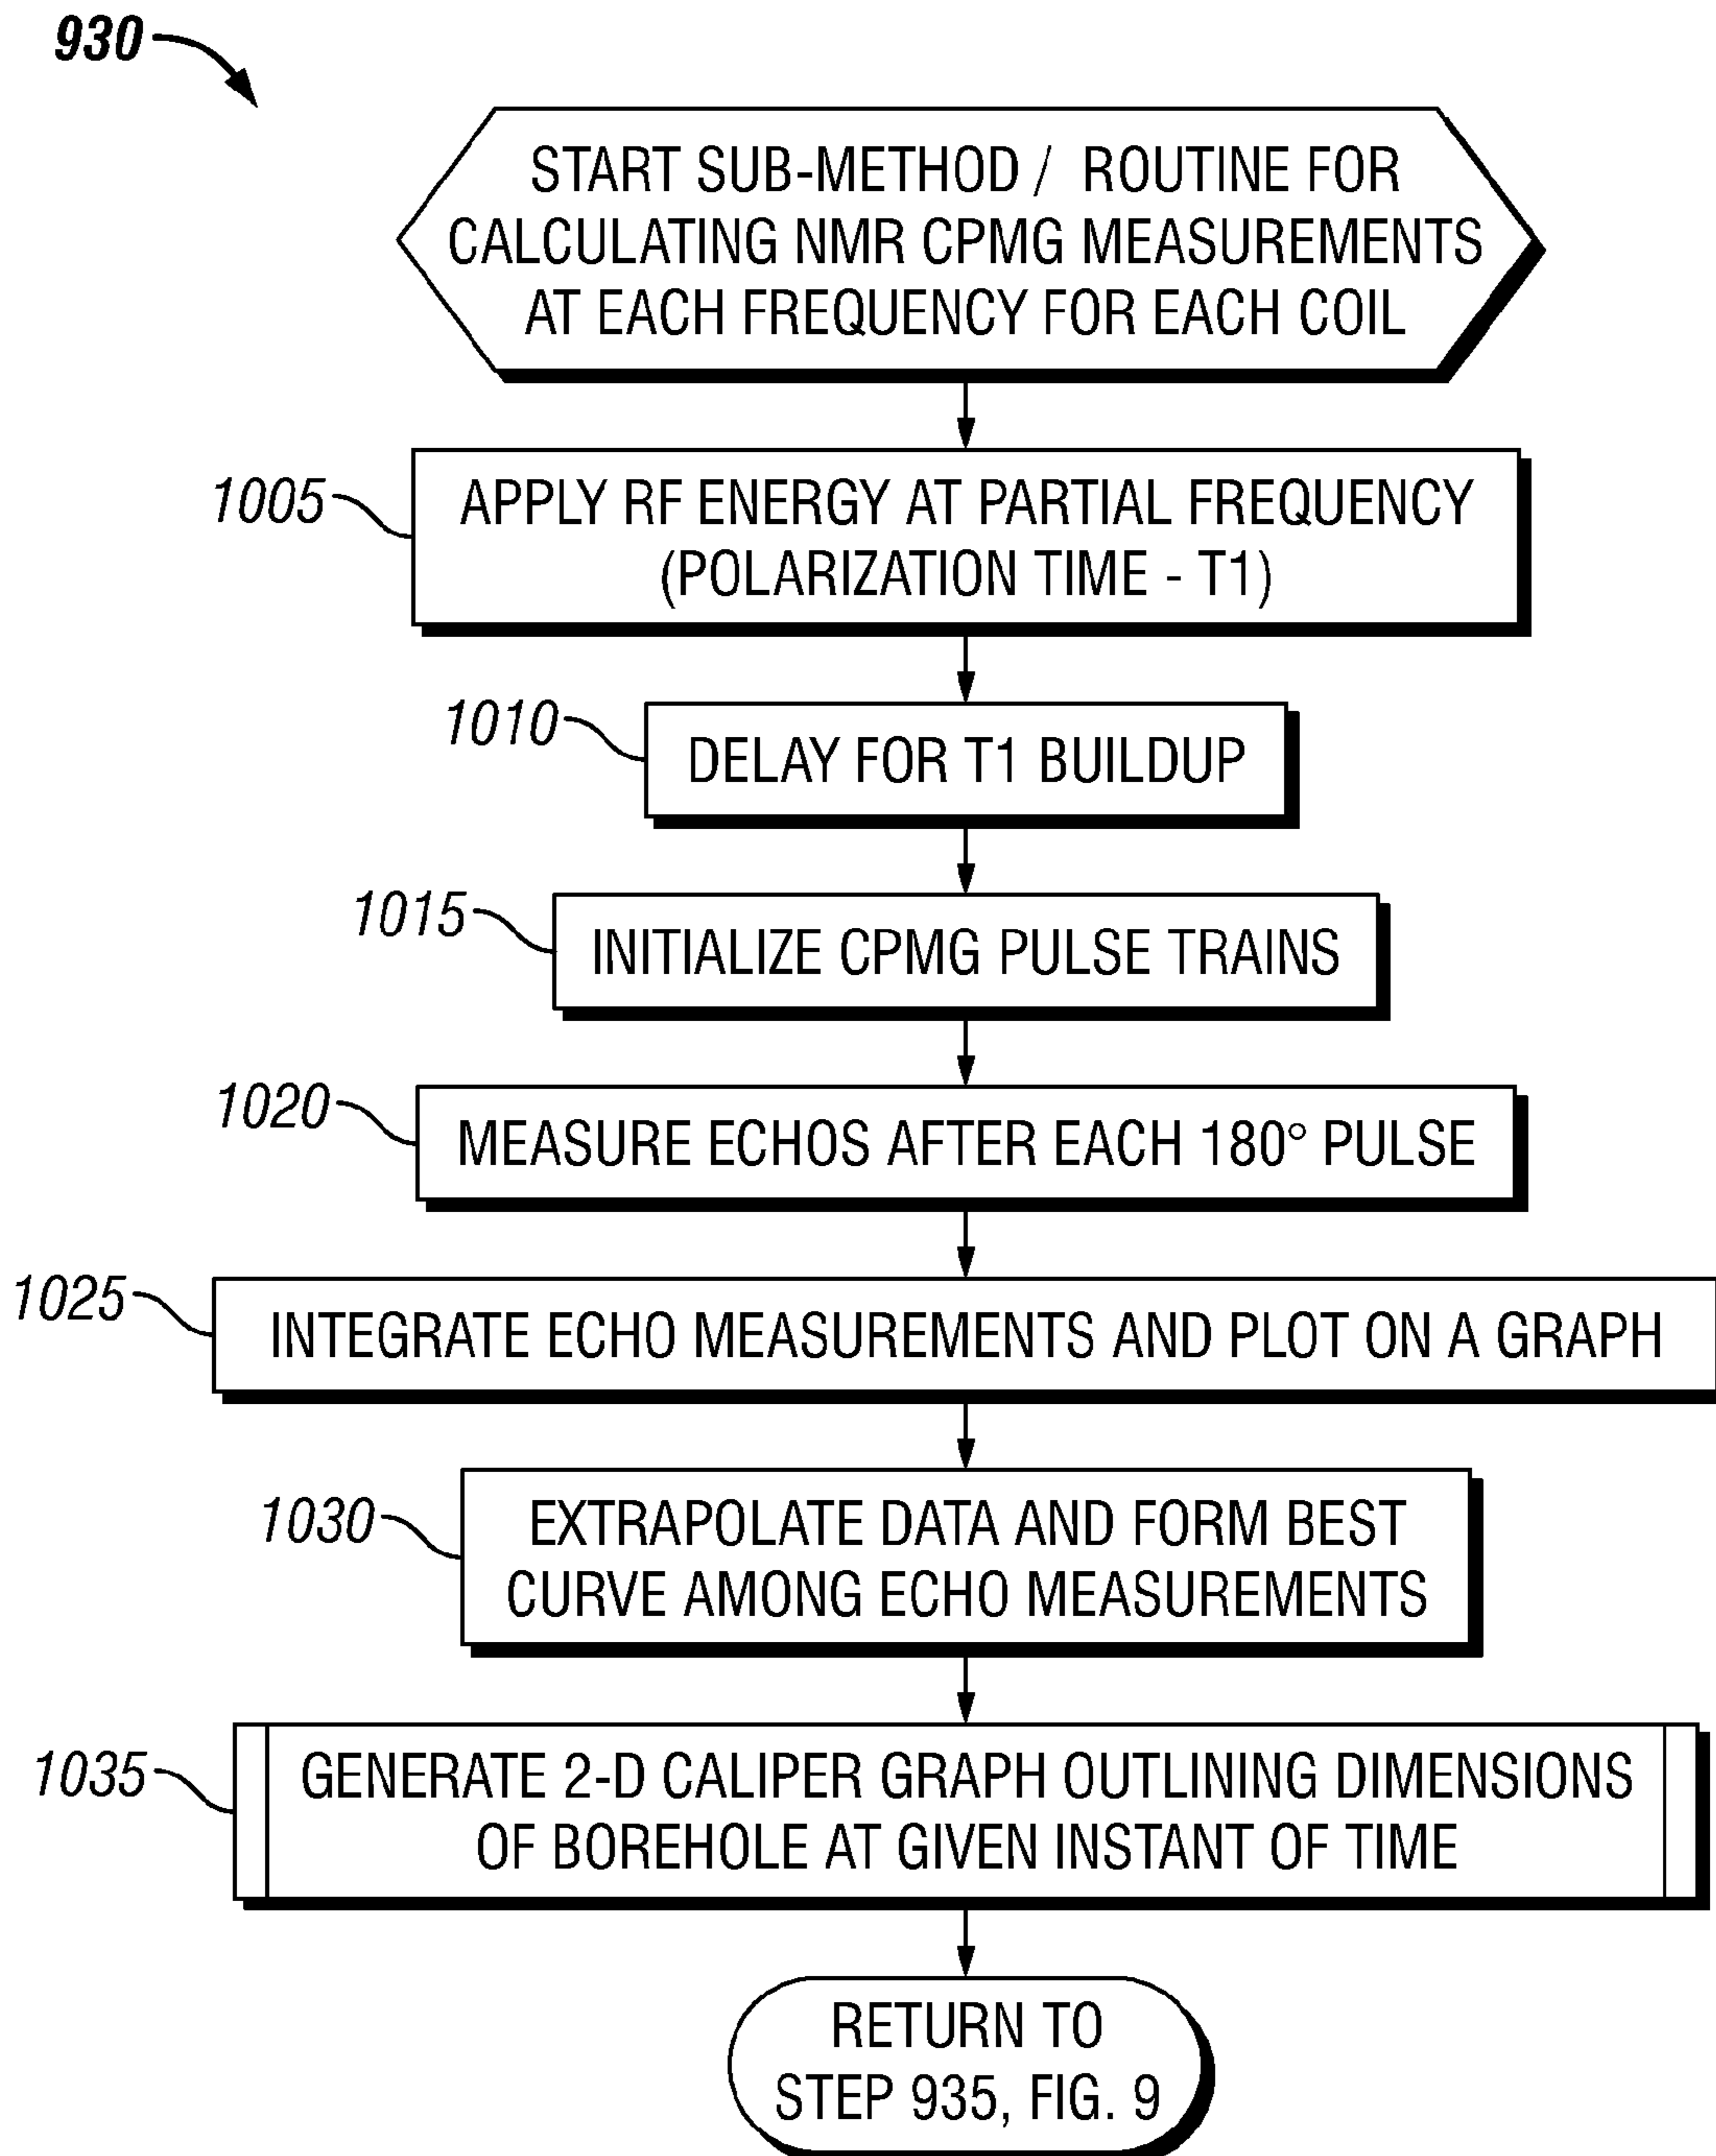 930
START SUB-METHOD / ROUTINE FOR
CALCULATING NMR CPMG MEASUREMENTS
AT EACH FREQUENCY FOR EACH COIL
1005
APPLY RF ENERGY AT PARTIAL FREQUENCY
(POLARIZATION TIME - T1)
1010
DELAY FOR T1 BUILDUP
1015
INITIALIZE CPMG PULSE TRAINS
1020
MEASURE ECHOS AFTER EACH 180° PULSE
1025
INTEGRATE ECHO MEASUREMENTS AND PLOT ON A GRAPH
1030
EXTRAPOLATE DATA AND FORM BEST
CURVE AMONG ECHO MEASUREMENTS
1035
GENERATE 2-D CALIPER GRAPH OUTLINING DIMENSIONS
OF BOREHOLE AT GIVEN INSTANT OF TIME
RETURN TO
STEP 935, FIG. 9